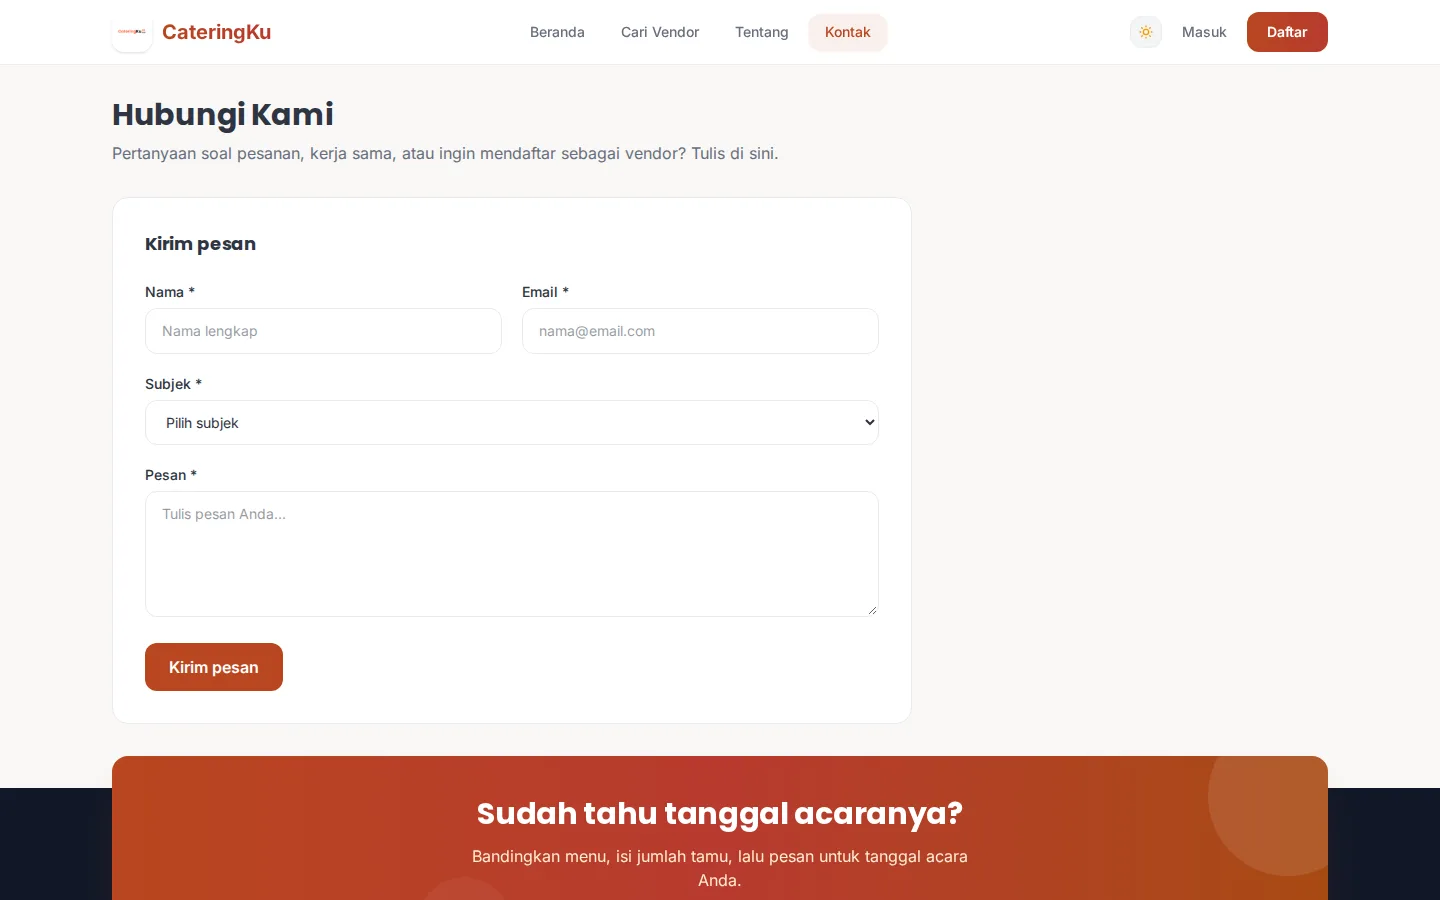 CateringKu
Beranda
Cari Vendor
Tentang
Kontak
Masuk
Daftar
Hubungi Kami
Pertanyaan soal pesanan, kerja sama, atau ingin mendaftar sebagai vendor? Tulis di sini.
Kirim pesan
Nama *
Email *
Nama lengkap
nama@email.com
Subjek *
Pilih subjek
Pesan *
Tulis pesan Anda...
Kirim pesan
Sudah tahu tanggal acaranya?
Bandingkan menu, isi jumlah tamu, lalu pesan untuk tanggal acara
Anda.